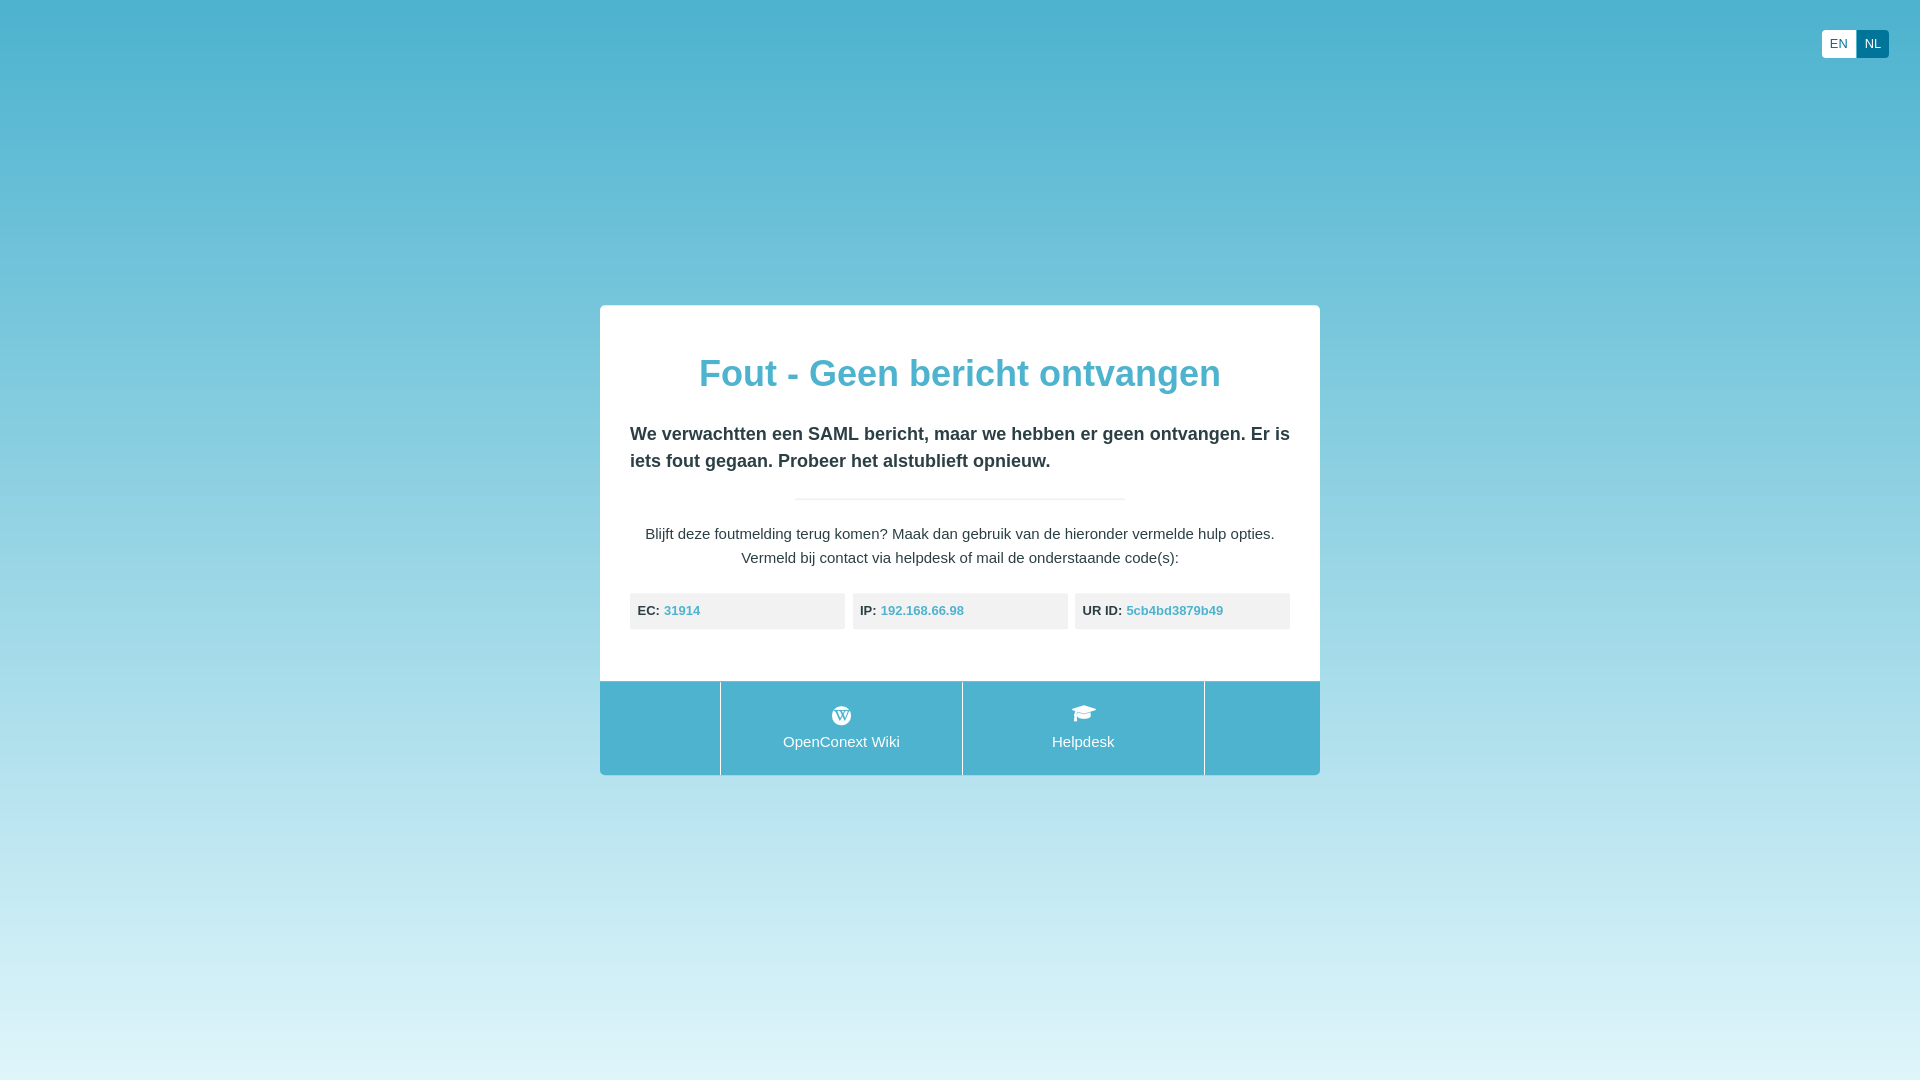 EN NL
Fout - Geen bericht ontvangen
We verwachtten een SAML bericht, maar we hebben er geen ontvangen. Er is
iets fout gegaan. Probeer het alstublieft opnieuw.
Blijft deze foutmelding terug komen? Maak dan gebruik van de hieronder vermelde hulp opties.
Vermeld bij contact via helpdesk of mail de onderstaande code(s):
EC: 31914 IP: 192.168.66.98 UR ID: 5cb4bd3879b49
OpenConext Wiki Helpdesk